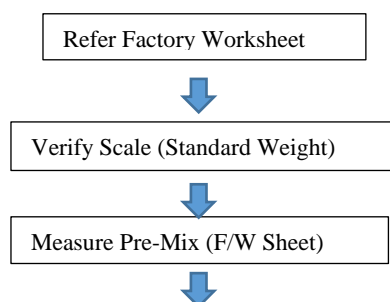 Refer Factory Worksheet
Verify Scale (Standard Weight)
Measure Pre-Mix (F/W Sheet)